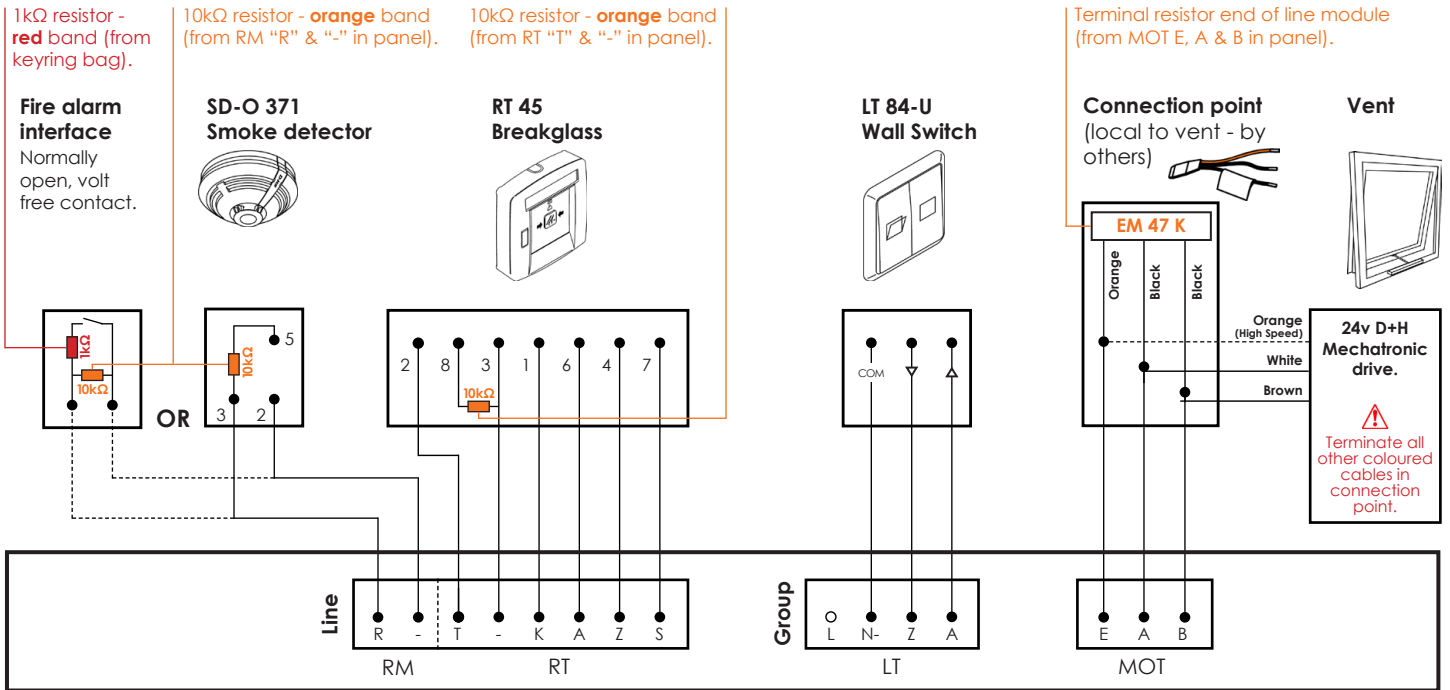 1kΩ resistor -
red band (from
keyring bag).
10kΩ resistor - orange band
(from RM “R” & “-” in panel).
10kΩ resistor - orange band
(from RT “T” & “-” in panel).
Terminal resistor end of line module
(from MOT E, A & B in panel).
Fire alarm
interface
Normally
open, volt
free contact.
SD-O 371
Smoke detector
RT 45
Breakglass
LT 84-U
Wall Switch
Connection point
(local to vent - by
others)
Vent
1kΩ
10kΩ
OR
10kΩ
5
3
2
2
8
3
1
6
4
7
10kΩ
COM
EM 47 K
Orange
Black
Black
Orange
(High Speed)
White
Brown
24v D+H
Mechatronic
drive.
Terminate all
other coloured
cables in
connection
point.
Line
R
-
T
-
K
A
Z
S
RM
RT
Group
L
N-
Z
A
LT
E
A
B
MOT